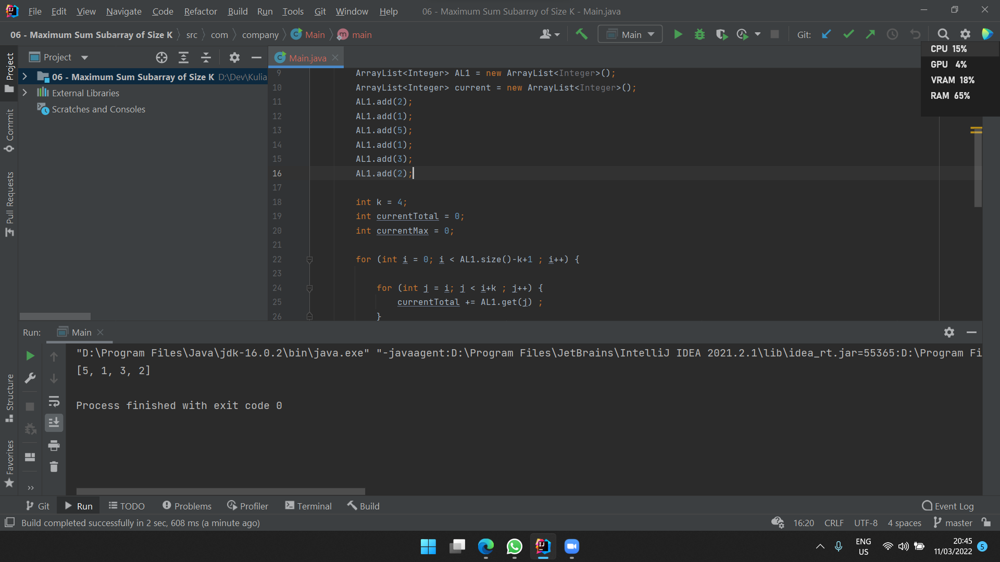 File Edit View Navigate Code Refactor Build Run Tools Git Window Help 06 - Maximum Sum Subarray of Size K - Main.java
06 - Maximum Sum Subarray of Size K src com company Main main Main Git:
CPU 15%
GPU 4%
VRAM 18%
RAM 65%
Project
Commit
Pull Requests
Structure
Favorites
Project
06 - Maximum Sum Subarray of Size K D:\Dev\Kulia
External Libraries
Scratches and Consoles
Main.java
9 ArrayList<Integer> AL1 = new ArrayList<Integer>();
10 ArrayList<Integer> current = new ArrayList<Integer>();
11 AL1.add(2);
12 AL1.add(1);
13 AL1.add(5);
14 AL1.add(1);
15 AL1.add(3);
16 AL1.add(2);
17
18 int k = 4;
19 int currentTotal = 0;
20 int currentMax = 0;
21
22 for (int i = 0; i < AL1.size()-k+1 ; i++) {
23
24 for (int j = i; j < i+k ; j++) {
25 currentTotal += AL1.get(j) ;
26 }
Run: Main
"D:\Program Files\Java\jdk-16.0.2\bin\java.exe" "-javaagent:D:\Program Files\JetBrains\IntelliJ IDEA 2021.2.1\lib\idea_rt.jar=55365:D:\Program Fi
[5, 1, 3, 2]
Process finished with exit code 0
Git Run TODO Problems Profiler Terminal Build Event Log
Build completed successfully in 2 sec, 608 ms (a minute ago) 16:20 CRLF UTF-8 4 spaces master
ENG
US
20:45
11/03/2022
5